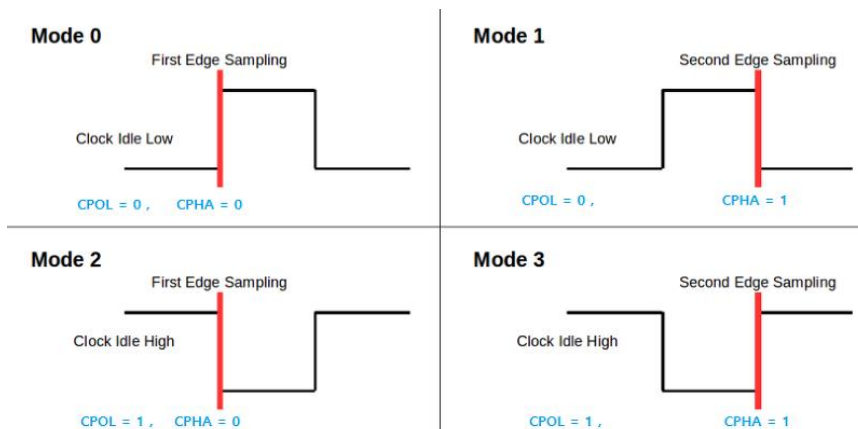 Mode 0
First Edge Sampling
Clock Idle Low
CPOL = 0 , CPHA = 0
Mode 1
Second Edge Sampling
Clock Idle Low
CPOL = 0 , CPHA = 1
Mode 2
First Edge Sampling
Clock Idle High
CPOL = 1 , CPHA = 0
Mode 3
Second Edge Sampling
Clock Idle High
CPOL = 1 , CPHA = 1